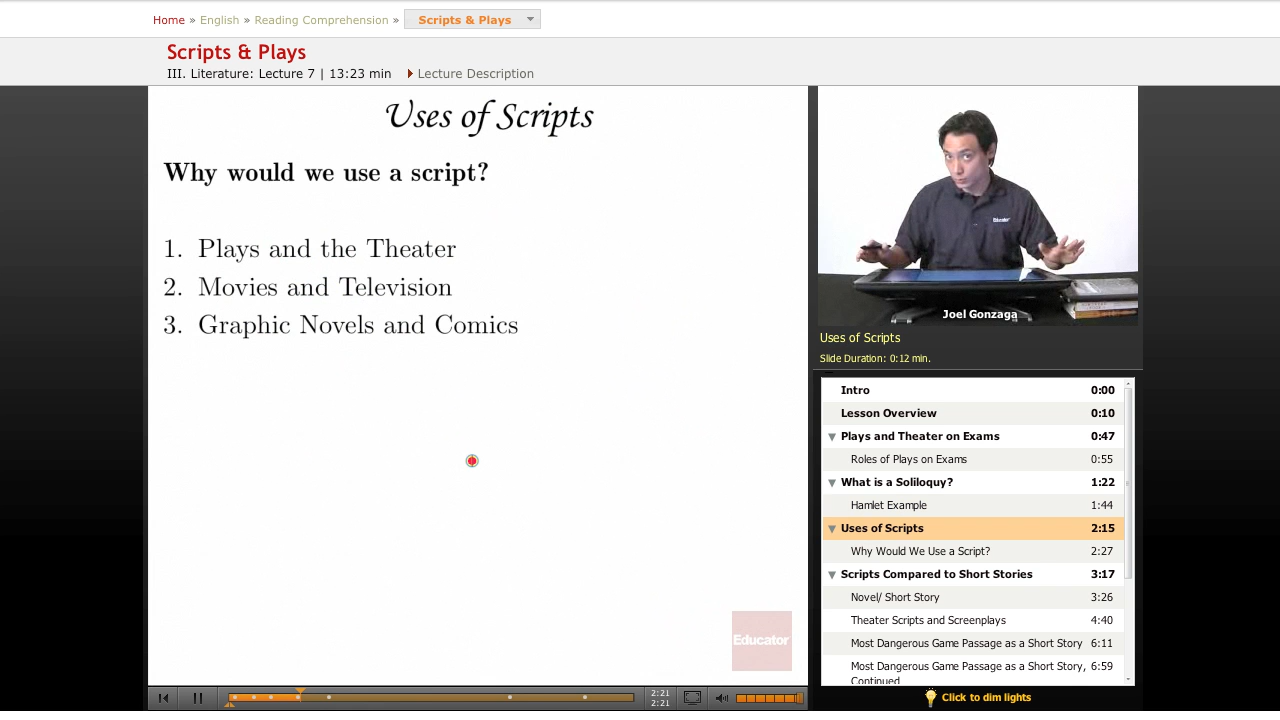 Home » English » Reading Comprehension » Scripts & Plays
Scripts & Plays
III. Literature: Lecture 7 | 13:23 min Lecture Description
Uses of Scripts
Why would we use a script?
1. Plays and the Theater
2. Movies and Television
3. Graphic Novels and Comics
Educator
Educator
Joel Gonzaga
Uses of Scripts
Slide Duration: 0:12 min.
Intro 0:00
Lesson Overview 0:10
Plays and Theater on Exams 0:47
Roles of Plays on Exams 0:55
What is a Soliloquy? 1:22
Hamlet Example 1:44
Uses of Scripts 2:15
Why Would We Use a Script? 2:27
Scripts Compared to Short Stories 3:17
Novel/ Short Story 3:26
Theater Scripts and Screenplays 4:40
Most Dangerous Game Passage as a Short Story 6:11
Most Dangerous Game Passage as a Short Story, 6:59
Continued
2:21
2:21
Click to dim lights